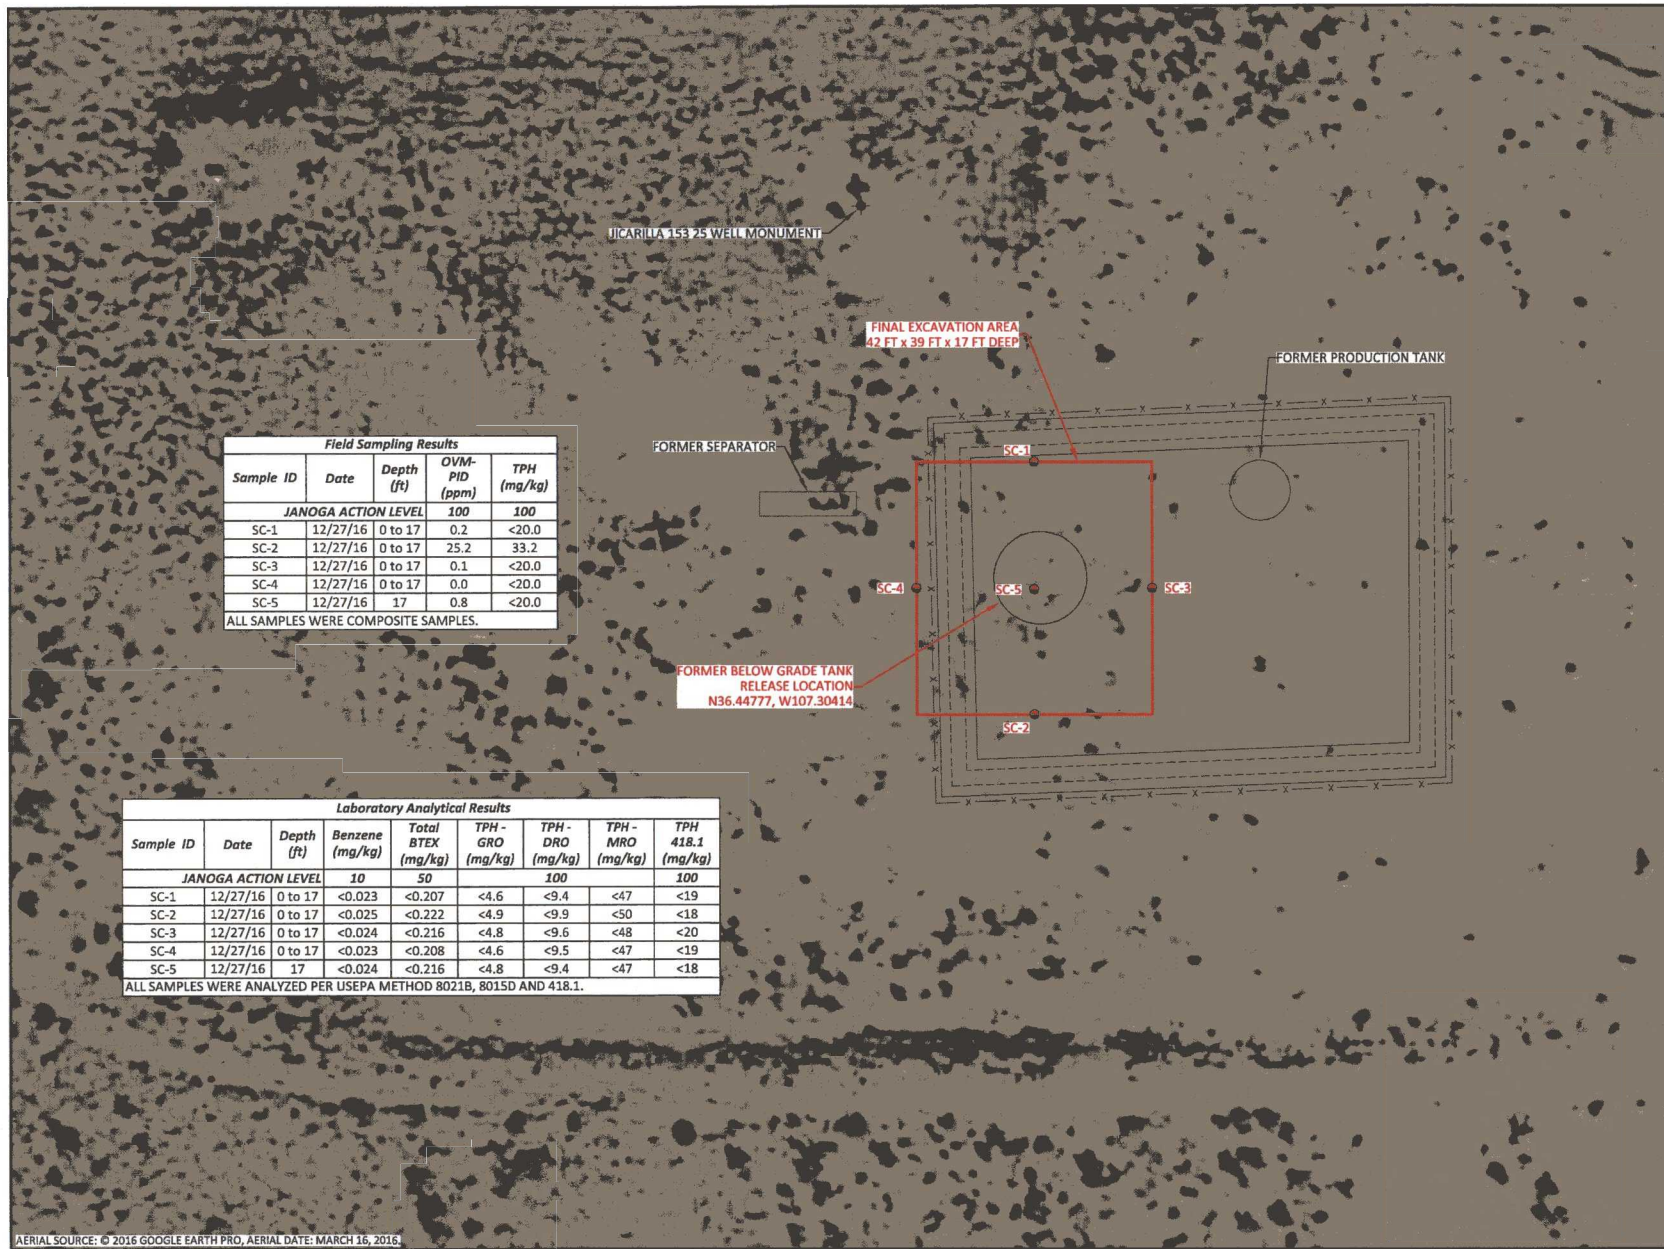 JICARILLA 153 25 WELL MONUMENT
FINAL EXCAVATION AREA
42 FT x 39 FT x 17 FT DEEP
FORMER PRODUCTION TANK
FORMER SEPARATOR
SC-1
SC-4
SC-5
SC-3
FORMER BELOW GRADE TANK
RELEASE LOCATION
N36.44777, W107.30414
SC-2
Field Sampling Results
Sample ID Date Depth (ft) OVM-PID (ppm) TPH (mg/kg)
JANOGA ACTION LEVEL 100 100
SC-1 12/27/16 0 to 17 0.2 <20.0
SC-2 12/27/16 0 to 17 25.2 33.2
SC-3 12/27/16 0 to 17 0.1 <20.0
SC-4 12/27/16 0 to 17 0.0 <20.0
SC-5 12/27/16 17 0.8 <20.0
ALL SAMPLES WERE COMPOSITE SAMPLES.
Laboratory Analytical Results
Sample ID Date Depth (ft) Benzene (mg/kg) Total BTEX (mg/kg) TPH - GRO (mg/kg) TPH - DRO (mg/kg) TPH - MRO (mg/kg) TPH 418.1 (mg/kg)
JANOGA ACTION LEVEL 10 50 100 100
SC-1 12/27/16 0 to 17 <0.023 <0.207 <4.6 <9.4 <47 <19
SC-2 12/27/16 0 to 17 <0.025 <0.222 <4.9 <9.9 <50 <18
SC-3 12/27/16 0 to 17 <0.024 <0.216 <4.8 <9.6 <48 <20
SC-4 12/27/16 0 to 17 <0.023 <0.208 <4.6 <9.5 <47 <19
SC-5 12/27/16 17 <0.024 <0.216 <4.8 <9.4 <47 <18
ALL SAMPLES WERE ANALYZED PER USEPA METHOD 8021B, 8015D AND 418.1.
AERIAL SOURCE: © 2016 GOOGLE EARTH PRO, AERIAL DATE: MARCH 16, 2016.